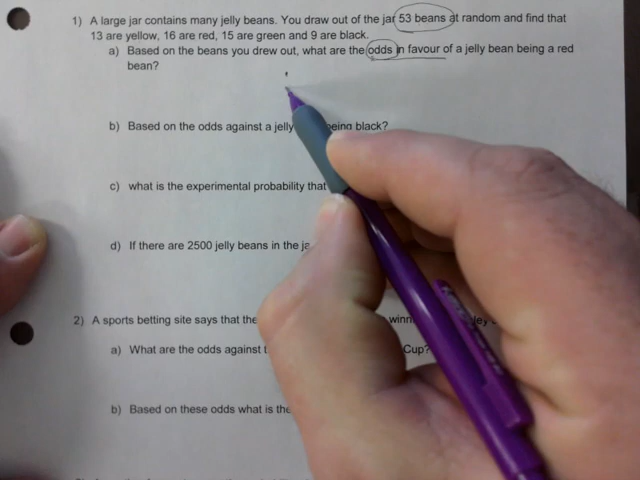 1) A large jar contains many jelly beans. You draw out of the jar 53 beans at random and find that
13 are yellow, 16 are red, 15 are green and 9 are black.
a) Based on the beans you drew out, what are the odds in favour of a jelly bean being a red
bean?
b) Based on the odds against a jelly being black?
c) what is the experimental probability that
d) If there are 2500 jelly beans in the
2) A sports betting site says that the
a) What are the odds against Cup?
b) Based on these odds what is the